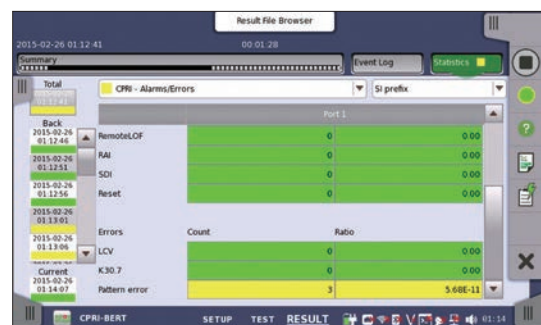 Result File Browser
2015-02-26 01:12:41 00:01:28
Summary Event Log Statistics
Total CPRI - Alarms/Errors SI prefix
01:12:41 Port 1
Back
2015-02-26 01:12:46 RemoteLOF 0 0.00
2015-02-26 01:12:51 RAI 0 0.00
SDI 0 0.00
2015-02-26 01:12:56 Reset 0 0.00
2015-02-26 01:13:01
Errors Count Ratio
2015-02-26 01:13:06
LCV 0 0.00
Current K30.7 0 0.00
2015-02-26 01:14:07 Pattern error 3 5.68E-11
CPRI-BERT SETUP TEST RESULT 01:14